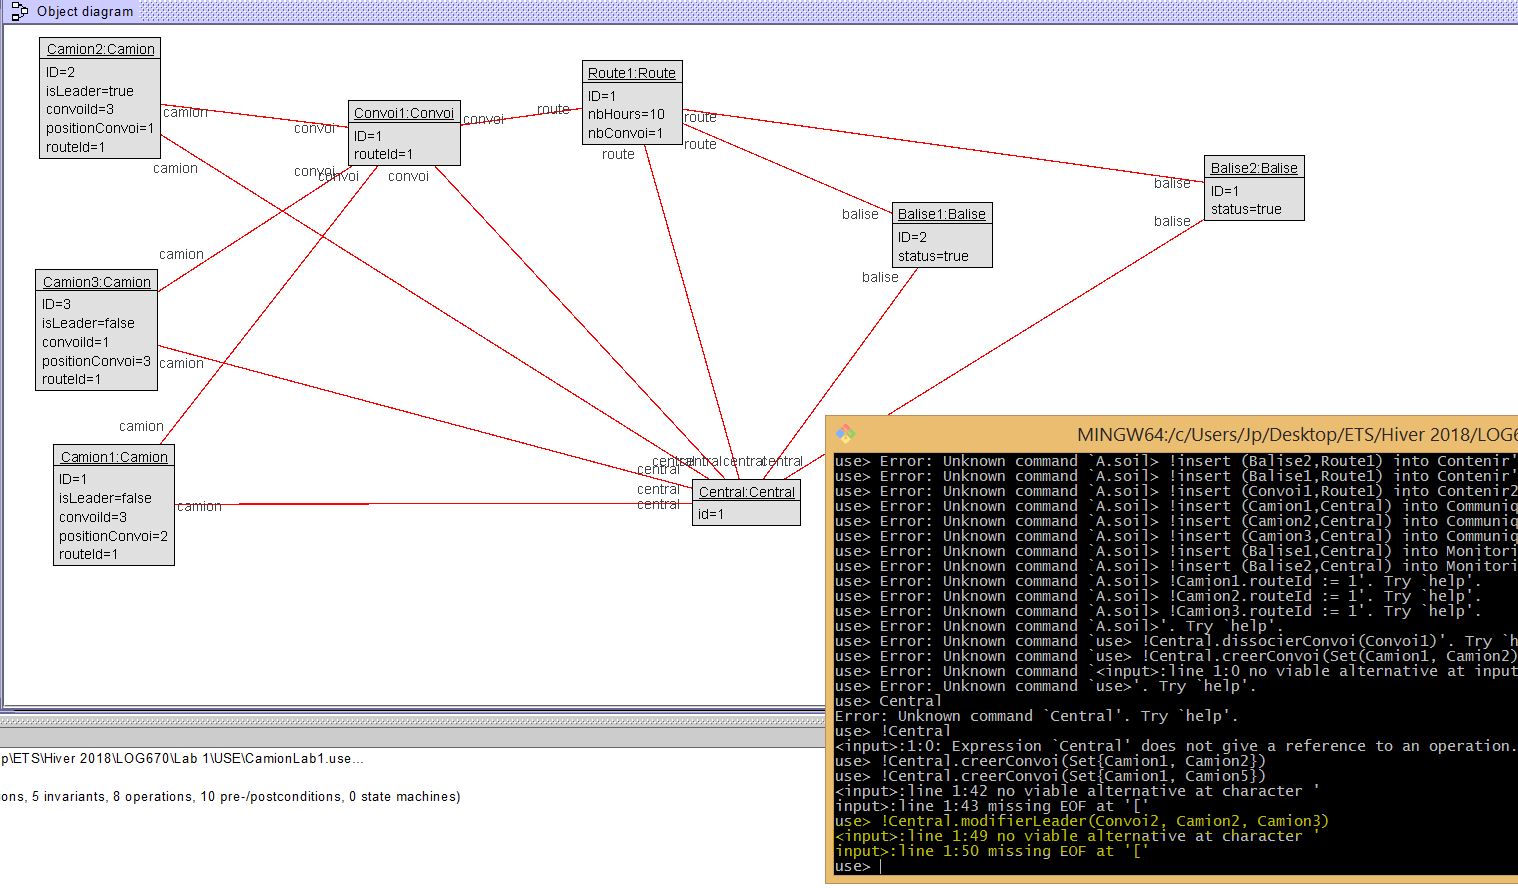 Object diagram
Camion2:Camion
ID=2
isLeader=true
convoiId=3
positionConvoi=1
routeId=1
camion
camion
convoi
Convoi1:Convoi
ID=1
routeId=1
convoi
convoi
convoi
convoi
route
Route1:Route
ID=1
nbHours=10
nbConvoi=1
route
route
route
balise
Balise2:Balise
ID=1
status=true
balise
balise
Balise1:Balise
ID=2
status=true
balise
camion
Camion3:Camion
ID=3
isLeader=false
convoiId=1
positionConvoi=3
routeId=1
camion
camion
Camion1:Camion
ID=1
isLeader=false
convoiId=3
positionConvoi=2
routeId=1
camion
central
central
central
central
central
central
central
Central:Central
id=1
MINGW64:/c/Users/Jp/Desktop/ETS/Hiver 2018/LOG6
use> Error: Unknown command `A.soil> !insert (Balise2,Route1) into Contenir'
use> Error: Unknown command `A.soil> !insert (Balise1,Route1) into Contenir'
use> Error: Unknown command `A.soil> !insert (Convoi1,Route1) into Contenir2
use> Error: Unknown command `A.soil> !insert (Camion1,Central) into Communiq
use> Error: Unknown command `A.soil> !insert (Camion2,Central) into Communiq
use> Error: Unknown command `A.soil> !insert (Camion3,Central) into Communiq
use> Error: Unknown command `A.soil> !insert (Balise1,Central) into Monitori
use> Error: Unknown command `A.soil> !insert (Balise2,Central) into Monitori
use> Error: Unknown command `A.soil> !Camion1.routeId := 1'. Try `help'.
use> Error: Unknown command `A.soil> !Camion2.routeId := 1'. Try `help'.
use> Error: Unknown command `A.soil> !Camion3.routeId := 1'. Try `help'.
use> Error: Unknown command `A.soil>'. Try `help'.
use> Error: Unknown command `use> !Central.dissocierConvoi(Convoi1)'. Try `h
use> Error: Unknown command `use> !Central.creerConvoi(Set(Camion1, Camion2)
use> Error: Unknown command `<input>:line 1:0 no viable alternative at input
use> Error: Unknown command `use>'. Try `help'.
use> Central
Error: Unknown command `Central'. Try `help'.
use> !Central
<input>:1:0: Expression `Central' does not give a reference to an operation.
use> !Central.creerConvoi(Set{Camion1, Camion2})
use> !Central.creerConvoi(Set{Camion1, Camion5})
<input>:line 1:42 no viable alternative at character '
input>:line 1:43 missing EOF at '['
use> !Central.modifierLeader(Convoi2, Camion2, Camion3)
<input>:line 1:49 no viable alternative at character '
input>:line 1:50 missing EOF at '['
use>
p\ETS\Hiver 2018\LOG670\Lab 1\USE\CamionLab1.use...
ons, 5 invariants, 8 operations, 10 pre-/postconditions, 0 state machines)